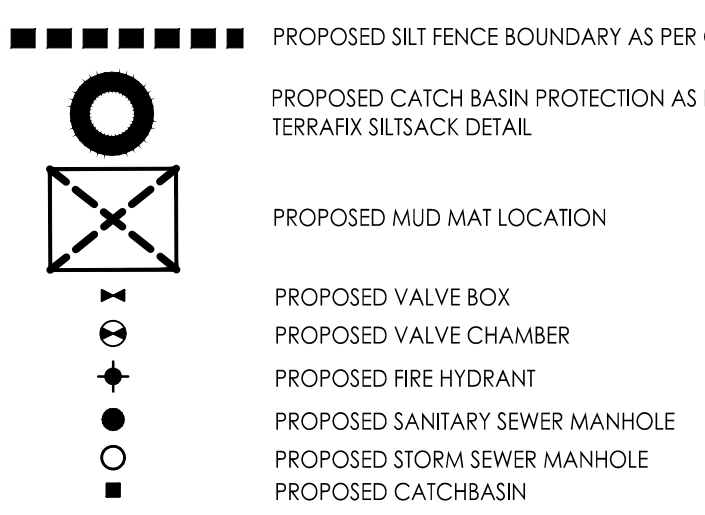 PROPOSED SILT FENCE BOUNDARY AS PER
PROPOSED CATCH BASIN PROTECTION AS
TERRAFIX SILTSACK DETAIL
PROPOSED MUD MAT LOCATION
PROPOSED VALVE BOX
PROPOSED VALVE CHAMBER
PROPOSED FIRE HYDRANT
PROPOSED SANITARY SEWER MANHOLE
PROPOSED STORM SEWER MANHOLE
PROPOSED CATCHBASIN